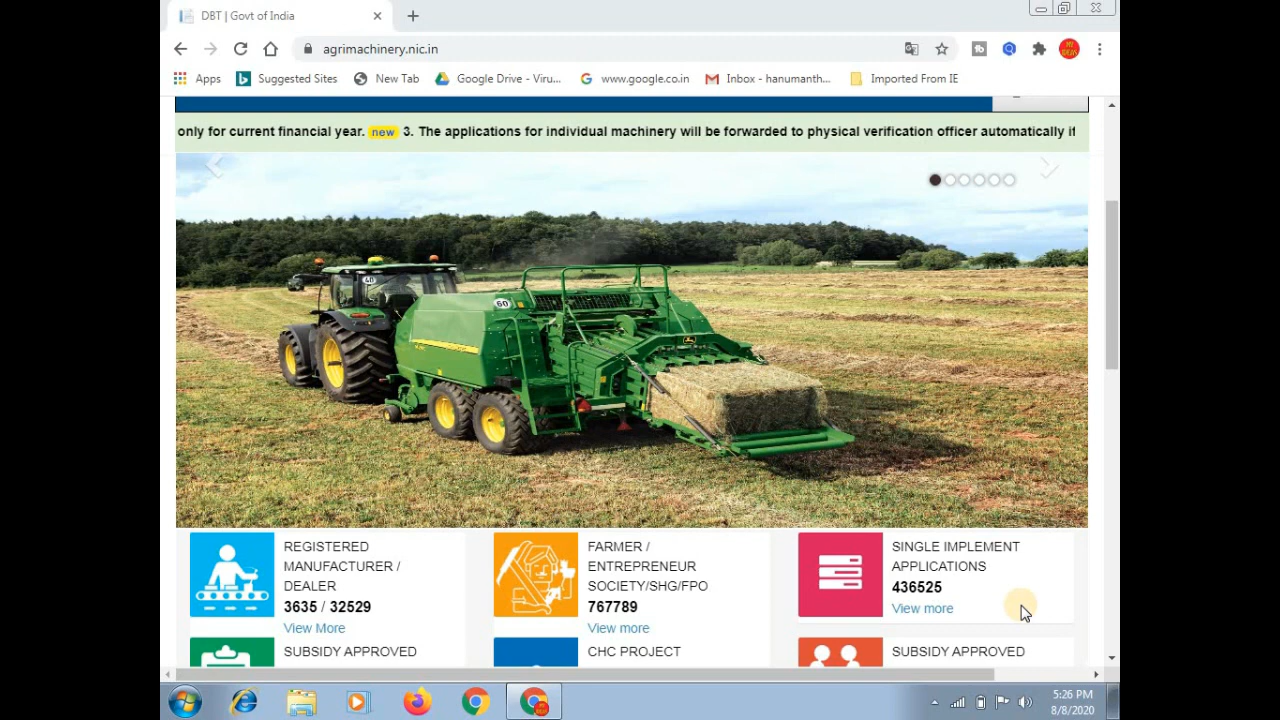 DBT | Govt of India
agrimachinery.nic.in
Apps Suggested Sites New Tab Google Drive - Viru... www.google.co.in Inbox - hanumanth... Imported From IE
only for current financial year. new 3. The applications for individual machinery will be forwarded to physical verification officer automatically if
40
60
REGISTERED
MANUFACTURER /
DEALER
3635 / 32529
View More
FARMER /
ENTREPRENEUR
SOCIETY/SHG/FPO
767789
View more
SINGLE IMPLEMENT
APPLICATIONS
436525
View more
SUBSIDY APPROVED
CHC PROJECT
SUBSIDY APPROVED
5:26 PM
8/8/2020